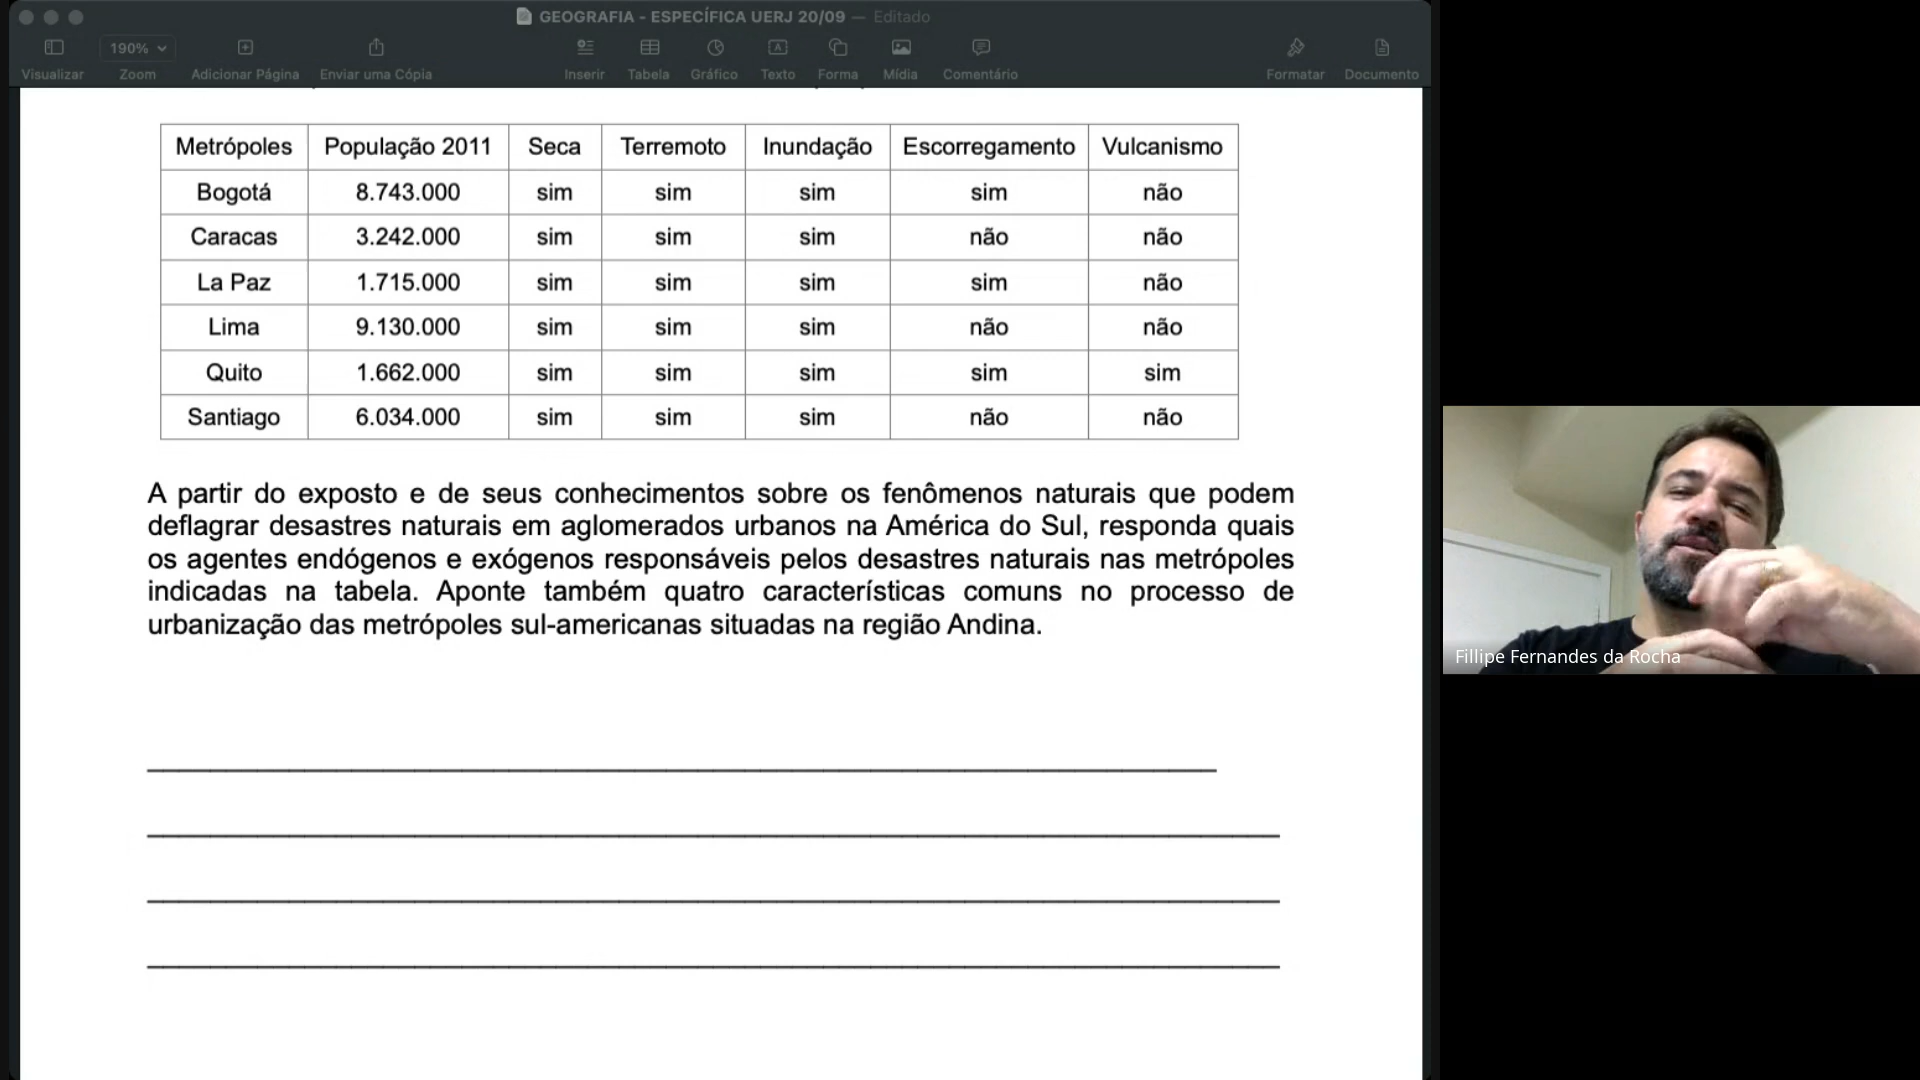 GEOGRAFIA - ESPECÍFICA UERJ 20/09 — Editado
190%
Visualizar Zoom Adicionar Página Enviar uma Cópia Inserir Tabela Gráfico Texto Forma Mídia Comentário Formatar Documento
Metrópoles População 2011 Seca Terremoto Inundação Escorregamento Vulcanismo
Bogotá 8.743.000 sim sim sim sim não
Caracas 3.242.000 sim sim sim não não
La Paz 1.715.000 sim sim sim sim não
Lima 9.130.000 sim sim sim não não
Quito 1.662.000 sim sim sim sim sim
Santiago 6.034.000 sim sim sim não não
A partir do exposto e de seus conhecimentos sobre os fenômenos naturais que podem
deflagrar desastres naturais em aglomerados urbanos na América do Sul, responda quais
os agentes endógenos e exógenos responsáveis pelos desastres naturais nas metrópoles
indicadas na tabela. Aponte também quatro características comuns no processo de
urbanização das metrópoles sul-americanas situadas na região Andina.
Fillipe Fernandes da Rocha